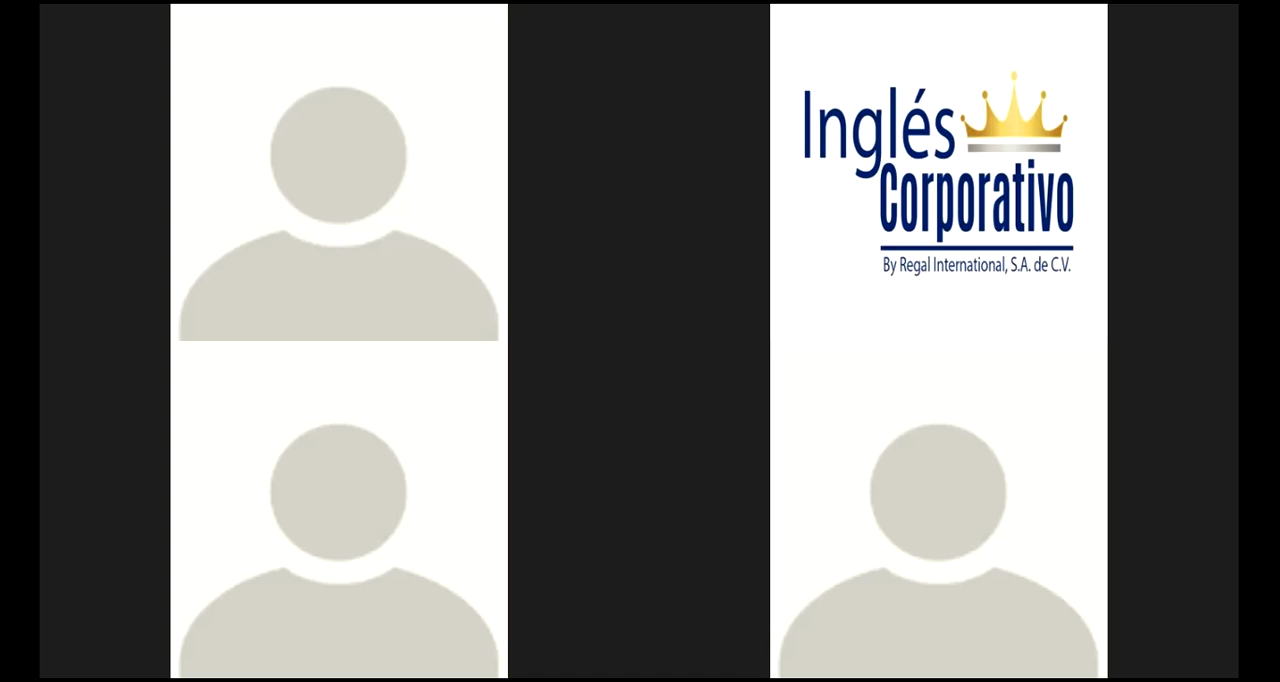 Inglés
Corporativo
By Regal International, S.A. de C.V.